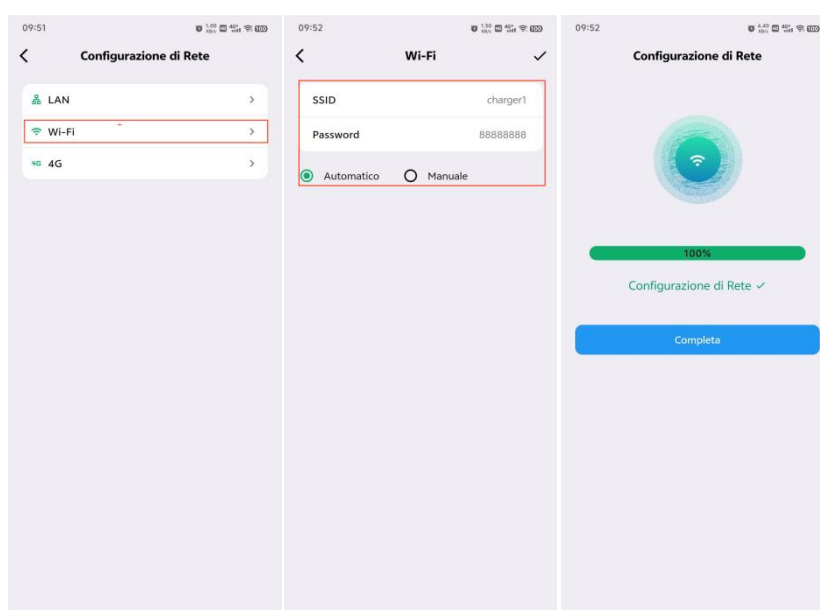 09:51
Configurazione di Rete
LAN
Wi-Fi
4G 4G
09:52
Wi-Fi
SSID charger1
Password 88888888
Automatico Manuale
09:52
Configurazione di Rete
100%
Configurazione di Rete
Completa